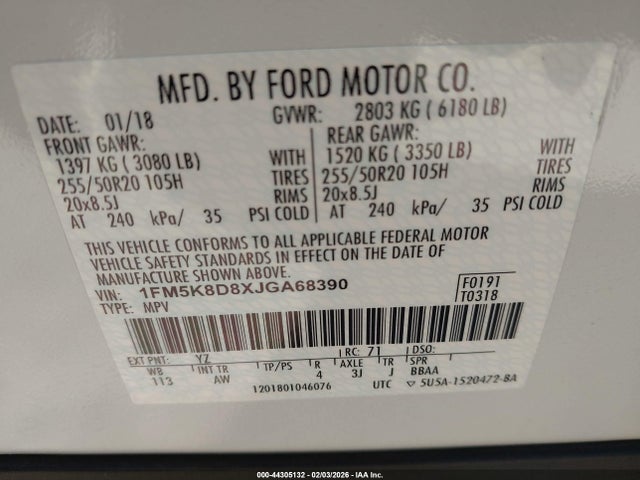 MFD. BY FORD MOTOR CO.
DATE: 01/18 GVWR: 2803 KG ( 6180 LB)
FRONT GAWR: REAR GAWR:
1397 KG ( 3080 LB) WITH 1520 KG ( 3350 LB) WITH
255/50R20 105H TIRES 255/50R20 105H TIRES
20x8.5J RIMS 20x8.5J RIMS
AT 240 kPa/ 35 PSI COLD AT 240 kPa/ 35 PSI COLD
THIS VEHICLE CONFORMS TO ALL APPLICABLE FEDERAL MOTOR
VEHICLE SAFETY STANDARDS IN EFFECT ON THE DATE OF
MANUFACTURE SHOWN ABOVE.
VIN: 1FM5K8D8XJGA68390 F0191
TYPE: MPV T0318
EXT PNT: YZ RC: 71 DSO:
WB INT TR TP/PS R AXLE TR SPR
113 AW 4 3J J BBAA
1201801046076 UTC ▽ 5U5A-1520472-BA
000-44305132 - 02/03/2026 - IAA Inc.